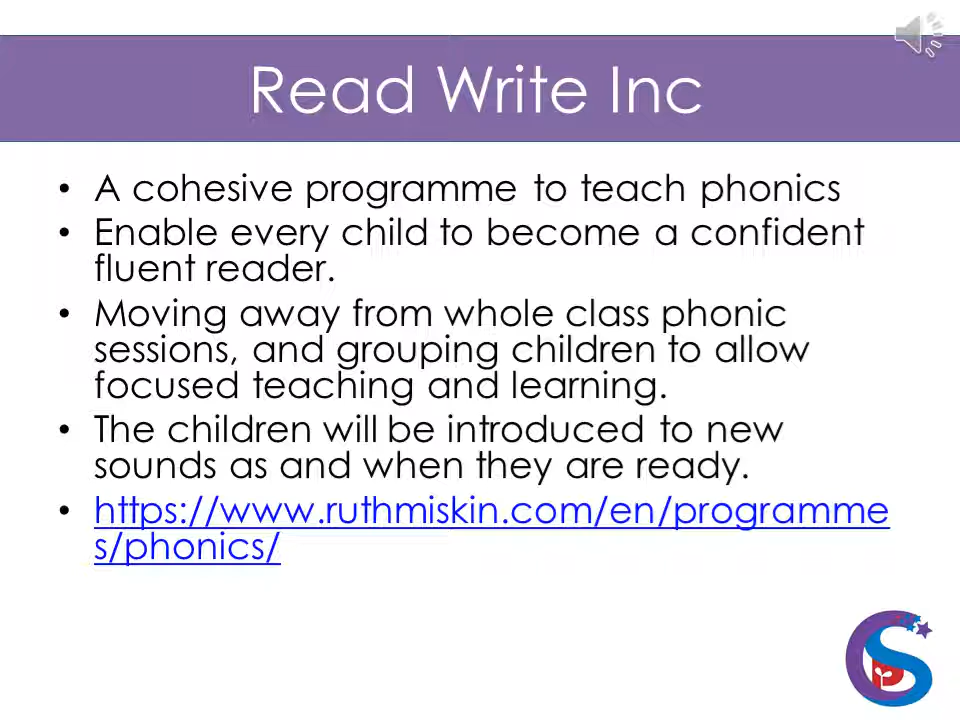 Read Write Inc
• A cohesive programme to teach phonics
• Enable every child to become a confident
fluent reader.
• Moving away from whole class phonic
sessions, and grouping children to allow
focused teaching and learning.
• The children will be introduced to new
sounds as and when they are ready.
• https://www.ruthmiskin.com/en/programme
s/phonics/